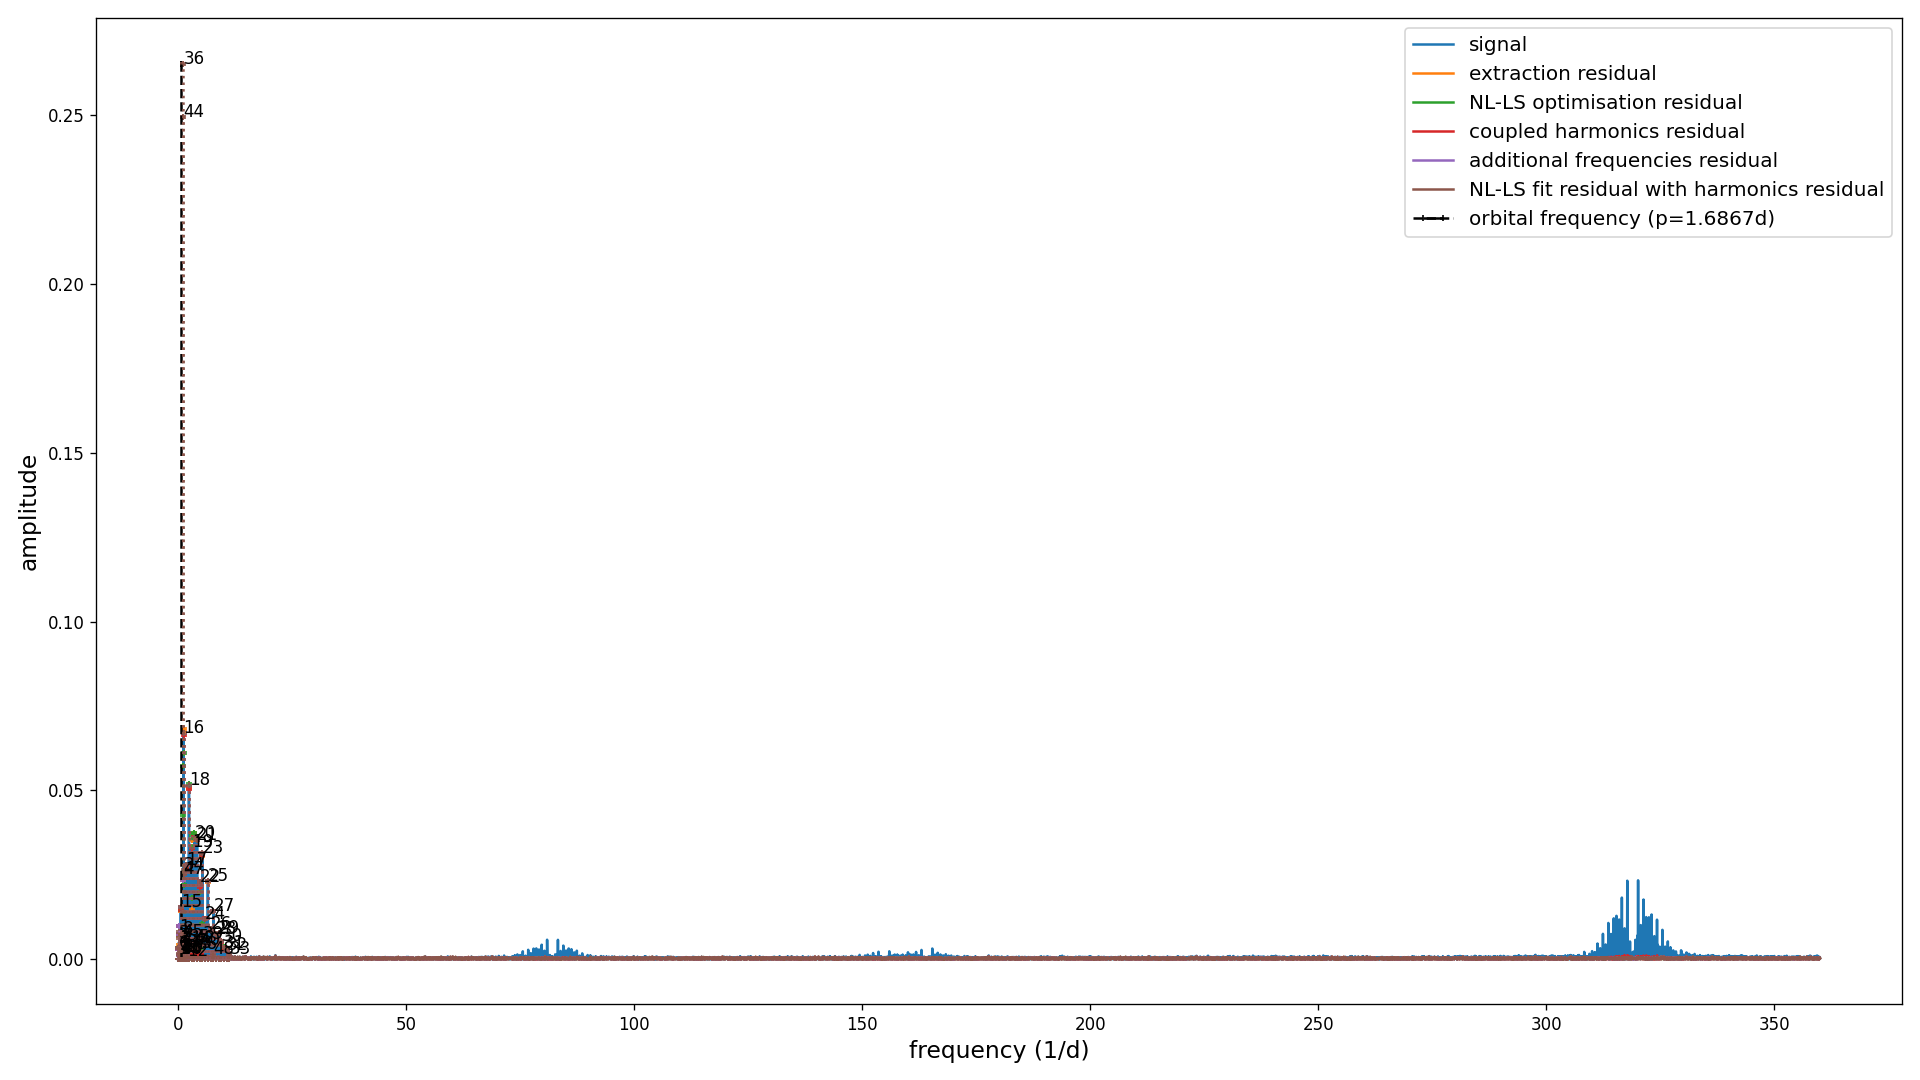 signal
extraction residual
NL-LS optimisation residual
coupled harmonics residual
additional frequencies residual
NL-LS fit residual with harmonics residual
orbital frequency (p=1.6867d)
amplitude
0.25
0.20
0.15
0.10
0.05
0.00
36
44
16
18
20
23
22
25
15
27
33
0
50
100
150
200
250
300
350
frequency (1/d)